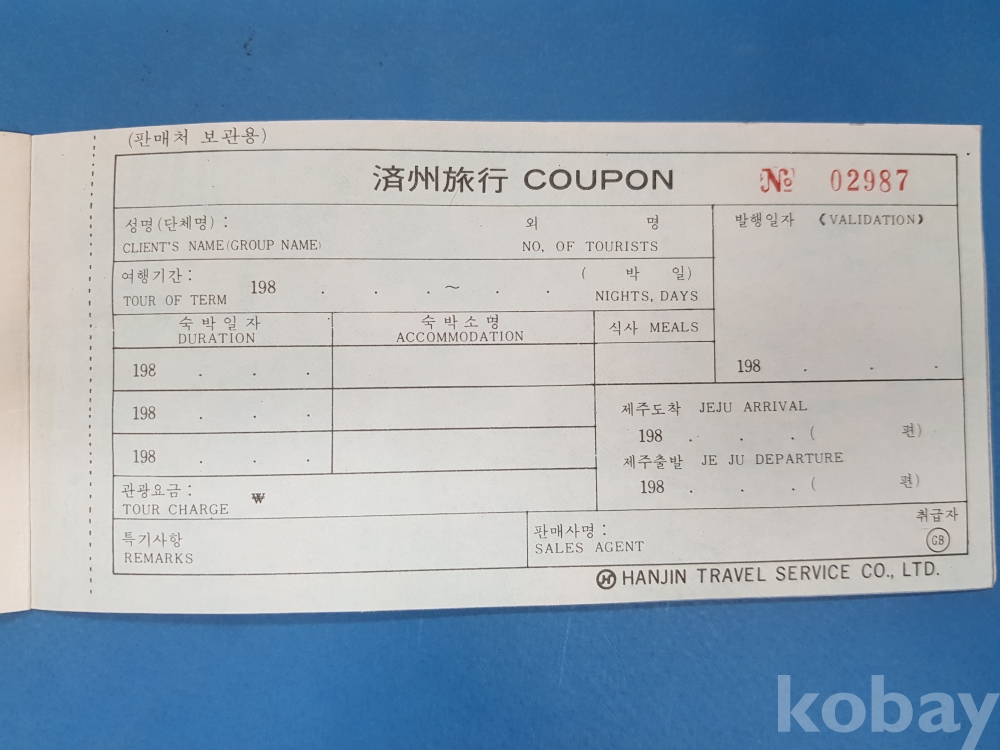 (판매처 보관용)
済州旅行 COUPON № 02987
성명(단체명) : 외 명 발행일자 (VALIDATION)
CLIENT'S NAME(GROUP NAME) NO, OF TOURISTS
여행기간 : 198 . . . ~ . . ( 박 일)
TOUR OF TERM NIGHTS, DAYS
숙박일자 숙박소명 식사 MEALS
DURATION ACCOMMODATION
198 . . . 198 . . .
198 . . . 제주도착 JEJU ARRIVAL
198 . . . ( 편)
198 . . . 제주출발 JE JU DEPARTURE
198 . . . ( 편)
관광요금 : ₩
TOUR CHARGE
특기사항 판매사명 : 취급자
REMARKS SALES AGENT GB
H HANJIN TRAVEL SERVICE CO., LTD.
kobay